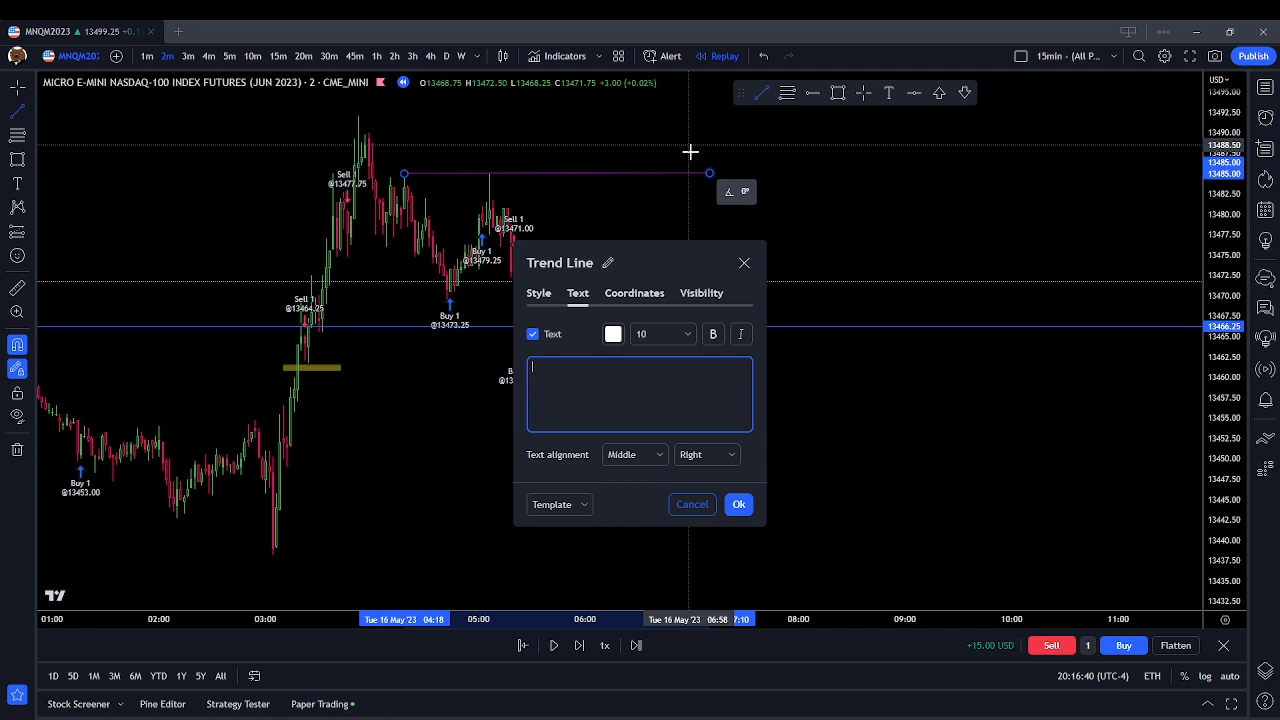 MNQM2023 ▲ 13499.25 +0.1
MNQM202: 1m 2m 3m 4m 5m 10m 15m 20m 30m 45m 1h 2h 3h 4h D W Indicators Alert Replay 15min - (All P... Publish
MICRO E-MINI NASDAQ-100 INDEX FUTURES (JUN 2023) · 2 · CME_MINI O13468.75 H13472.50 L13468.25 C13471.75 +3.00 (+0.02%)
USD
13495.00
13492.50
13490.00
13488.50
13487.50
13485.00
13485.00
13482.50
13480.00
13477.50
13475.00
13472.50
13470.00
13467.50
13466.25
13465.00
13462.50
13460.00
13457.50
13455.00
13452.50
13450.00
13447.50
13445.00
13442.50
13440.00
13437.50
13435.00
13432.50
Sell 1
@13477.75
0°
Sell 1
@13471.00
Buy 1
@13479.25
Sell 1
@13464.25
Buy 1
@13473.25
B
@13
Buy 1
@13453.00
Trend Line
Style Text Coordinates Visibility
Text 10 B I
Text alignment Middle Right
Template Cancel Ok
01:00 02:00 03:00 Tue 16 May '23 04:18 05:00 06:00 Tue 16 May '23 06:58 7:10 08:00 09:00 10:00 11:00
1x +15.00 USD Sell 1 Buy Flatten
1D 5D 1M 3M 6M YTD 1Y 5Y All 20:16:40 (UTC-4) ETH % log auto
Stock Screener Pine Editor Strategy Tester Paper Trading